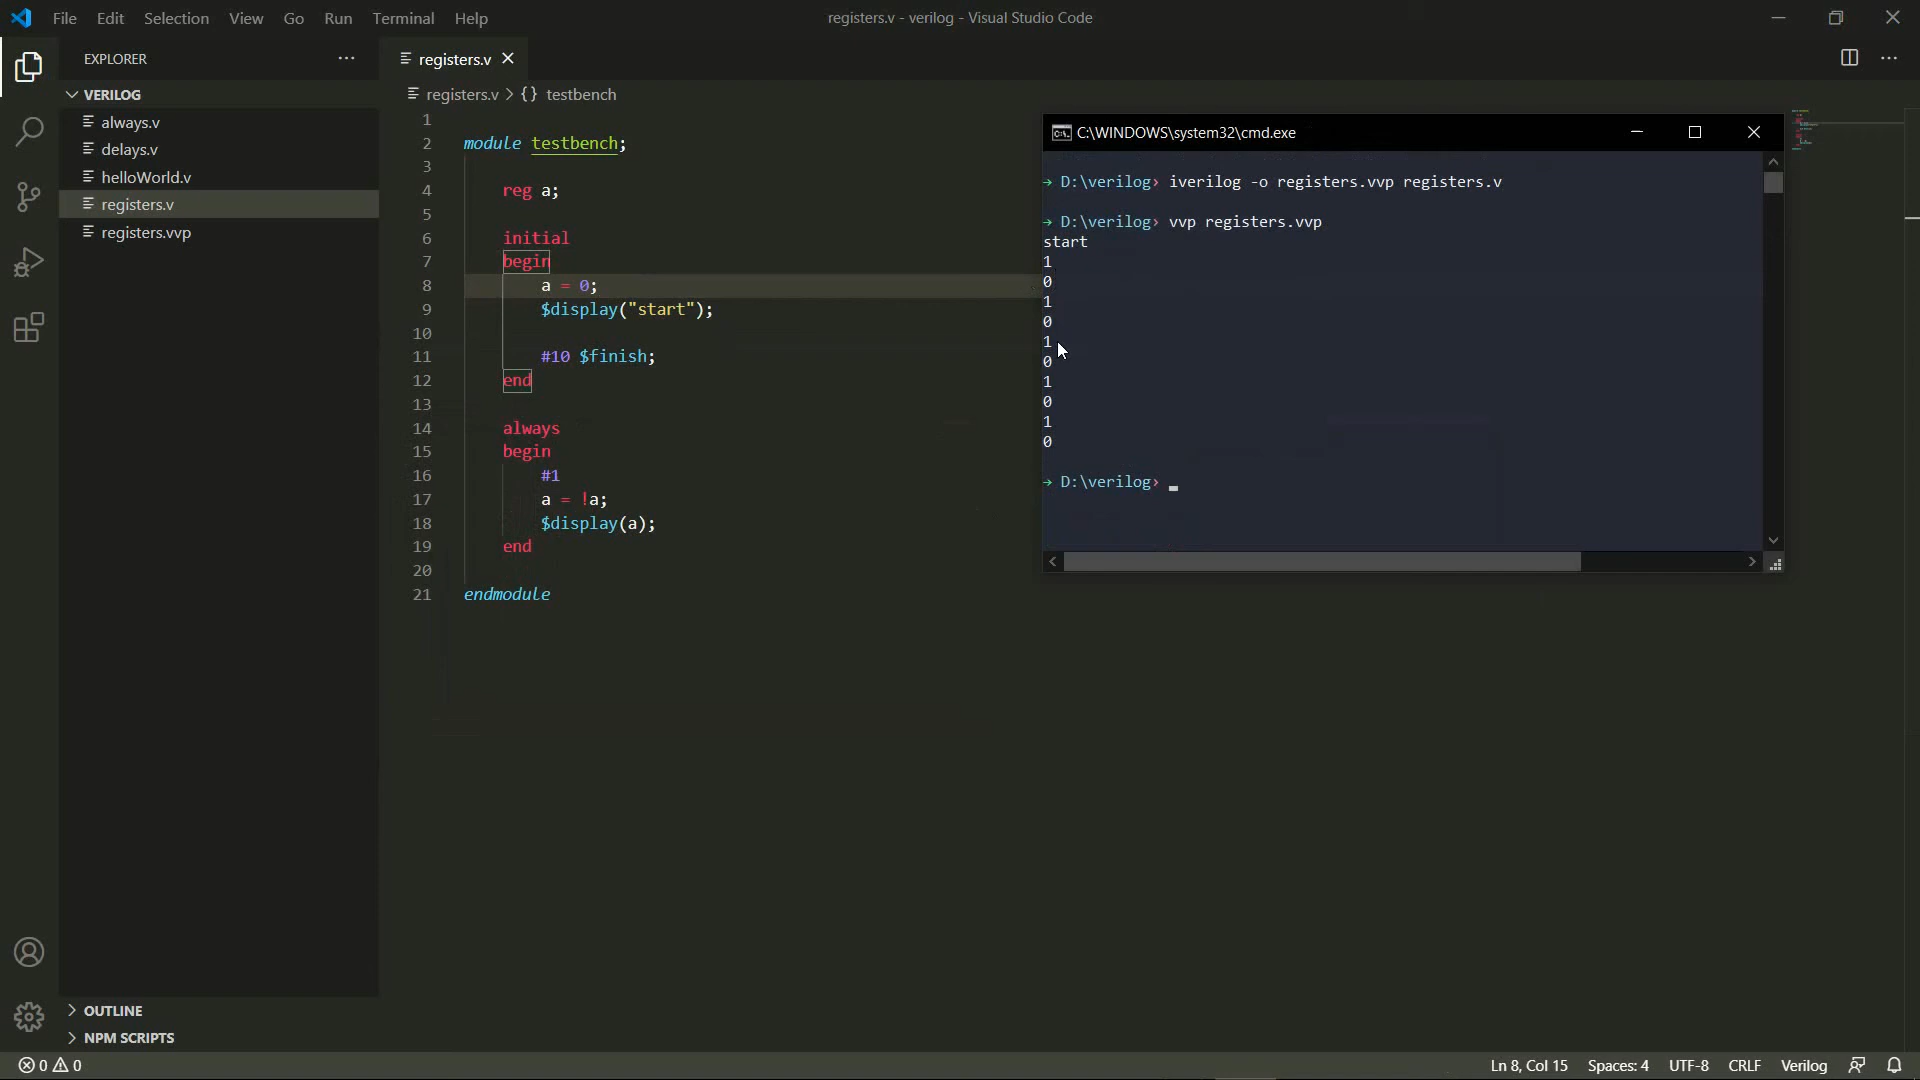 File Edit Selection View Go Run Terminal Help
registers.v - verilog - Visual Studio Code
EXPLORER
VERILOG
always.v
delays.v
helloWorld.v
registers.v
registers.vvp
OUTLINE
NPM SCRIPTS
registers.v
registers.v > {} testbench
1
2 module testbench;
3
4 reg a;
5
6 initial
7 begin
8 a = 0;
9 $display("start");
10
11 #10 $finish;
12 end
13
14 always
15 begin
16 #1
17 a = !a;
18 $display(a);
19 end
20
21 endmodule
C:\WINDOWS\system32\cmd.exe
→ D:\verilog› iverilog -o registers.vvp registers.v
→ D:\verilog› vvp registers.vvp
start
1
0
1
0
1
0
1
0
1
0
→ D:\verilog› _
0 0
Ln 8, Col 15 Spaces: 4 UTF-8 CRLF Verilog